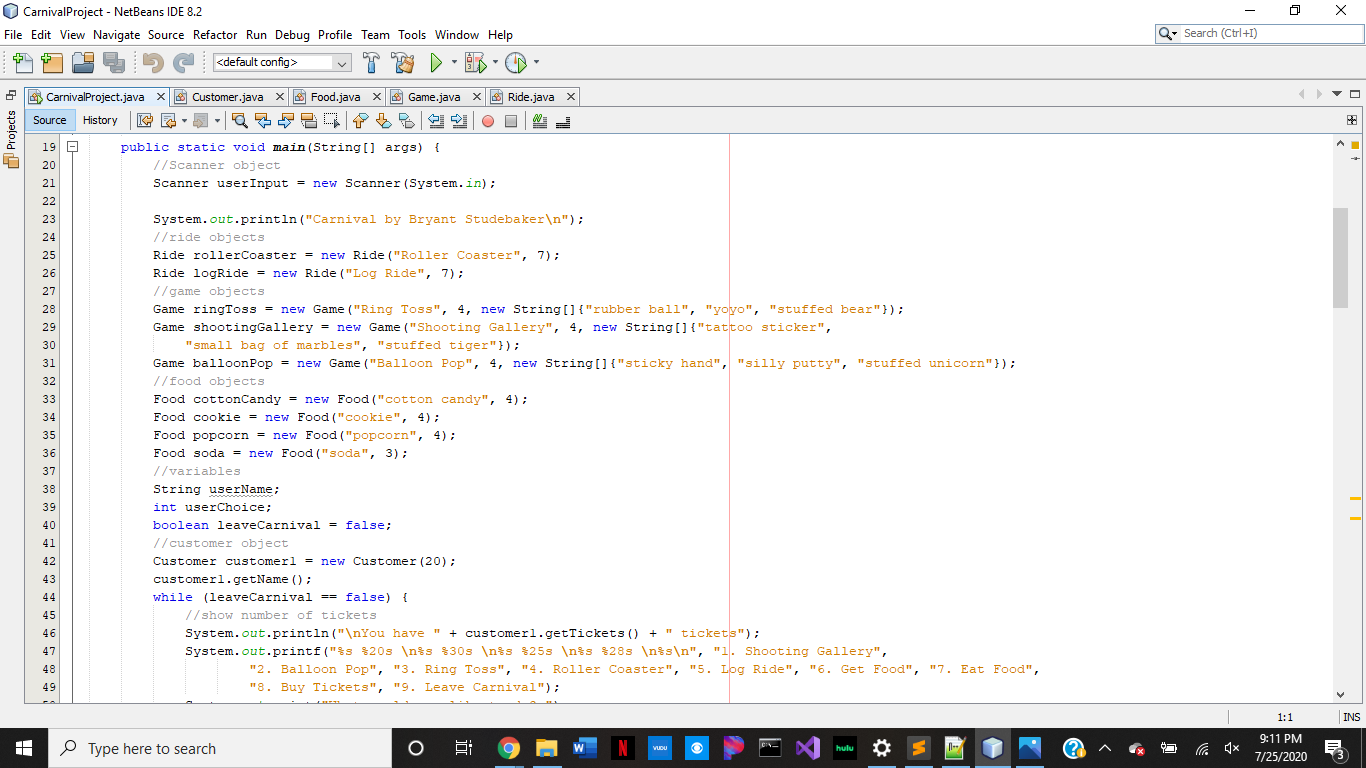 CarnivalProject - NetBeans IDE 8.2
File Edit View Navigate Source Refactor Run Debug Profile Team Tools Window Help
Search (Ctrl+I)
<default config>
CarnivalProject.java Customer.java Food.java Game.java Ride.java
Projects
Source History
19 public static void main(String[] args) {
20 //Scanner object
21 Scanner userInput = new Scanner(System.in);
22
23 System.out.println("Carnival by Bryant Studebaker\n");
24 //ride objects
25 Ride rollerCoaster = new Ride("Roller Coaster", 7);
26 Ride logRide = new Ride("Log Ride", 7);
27 //game objects
28 Game ringToss = new Game("Ring Toss", 4, new String[]{"rubber ball", "yoyo", "stuffed bear"});
29 Game shootingGallery = new Game("Shooting Gallery", 4, new String[]{"tattoo sticker",
30 "small bag of marbles", "stuffed tiger"});
31 Game balloonPop = new Game("Balloon Pop", 4, new String[]{"sticky hand", "silly putty", "stuffed unicorn"});
32 //food objects
33 Food cottonCandy = new Food("cotton candy", 4);
34 Food cookie = new Food("cookie", 4);
35 Food popcorn = new Food("popcorn", 4);
36 Food soda = new Food("soda", 3);
37 //variables
38 String userName;
39 int userChoice;
40 boolean leaveCarnival = false;
41 //customer object
42 Customer customer1 = new Customer(20);
43 customer1.getName();
44 while (leaveCarnival == false) {
45 //show number of tickets
46 System.out.println("\nYou have " + customer1.getTickets() + " tickets");
47 System.out.printf("%s %20s \n%s %30s \n%s %25s \n%s %28s \n%s\n", "1. Shooting Gallery",
48 "2. Balloon Pop", "3. Ring Toss", "4. Roller Coaster", "5. Log Ride", "6. Get Food", "7. Eat Food",
49 "8. Buy Tickets", "9. Leave Carnival");
1:1 INS
Type here to search
VUDU
hulu
9:11 PM
7/25/2020
3